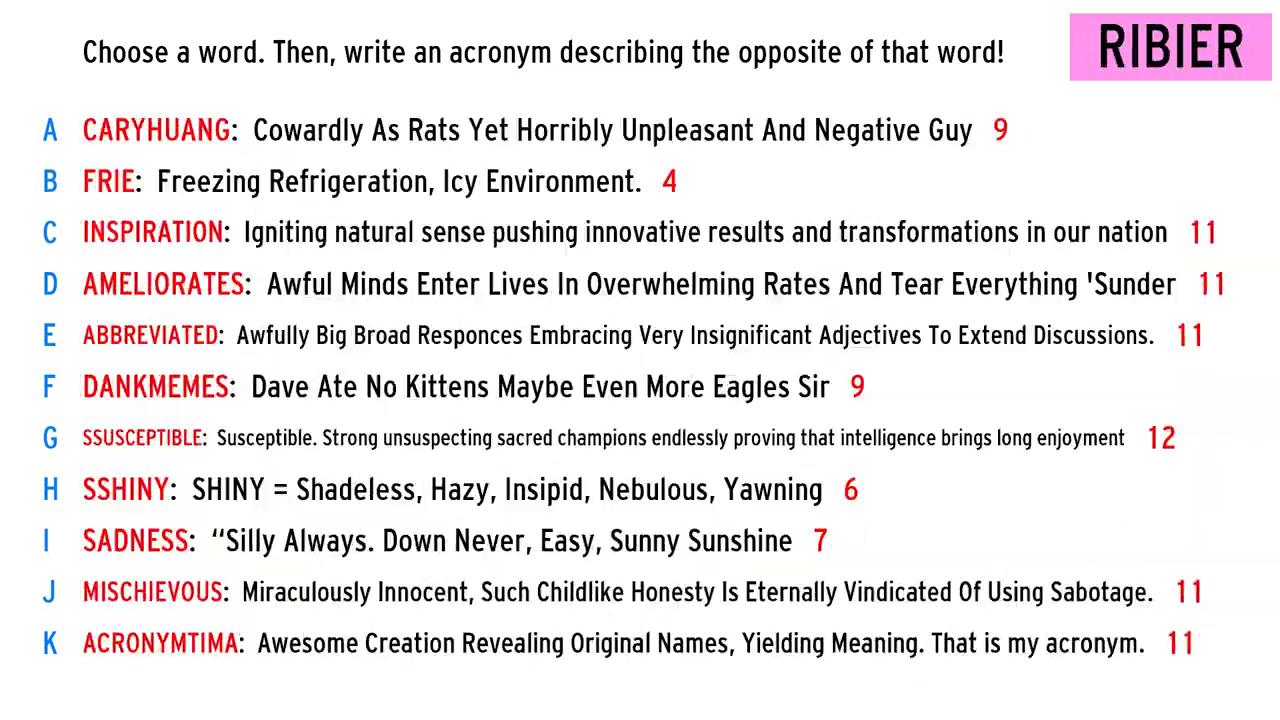 Choose a word. Then, write an acronym describing the opposite of that word!
RIBIER
A CARYHUANG: Cowardly As Rats Yet Horribly Unpleasant And Negative Guy 9
B FRIE: Freezing Refrigeration, Icy Environment. 4
C INSPIRATION: Igniting natural sense pushing innovative results and transformations in our nation 11
D AMELIORATES: Awful Minds Enter Lives In Overwhelming Rates And Tear Everything 'Sunder 11
E ABBREVIATED: Awfully Big Broad Responces Embracing Very Insignificant Adjectives To Extend Discussions. 11
F DANKMEMES: Dave Ate No Kittens Maybe Even More Eagles Sir 9
G SSUSCEPTIBLE: Susceptible. Strong unsuspecting sacred champions endlessly proving that intelligence brings long enjoyment 12
H SSHINY: SHINY = Shadeless, Hazy, Insipid, Nebulous, Yawning 6
I SADNESS: “Silly Always. Down Never, Easy, Sunny Sunshine 7
J MISCHIEVOUS: Miraculously Innocent, Such Childlike Honesty Is Eternally Vindicated Of Using Sabotage. 11
K ACRONYMTIMA: Awesome Creation Revealing Original Names, Yielding Meaning. That is my acronym. 11